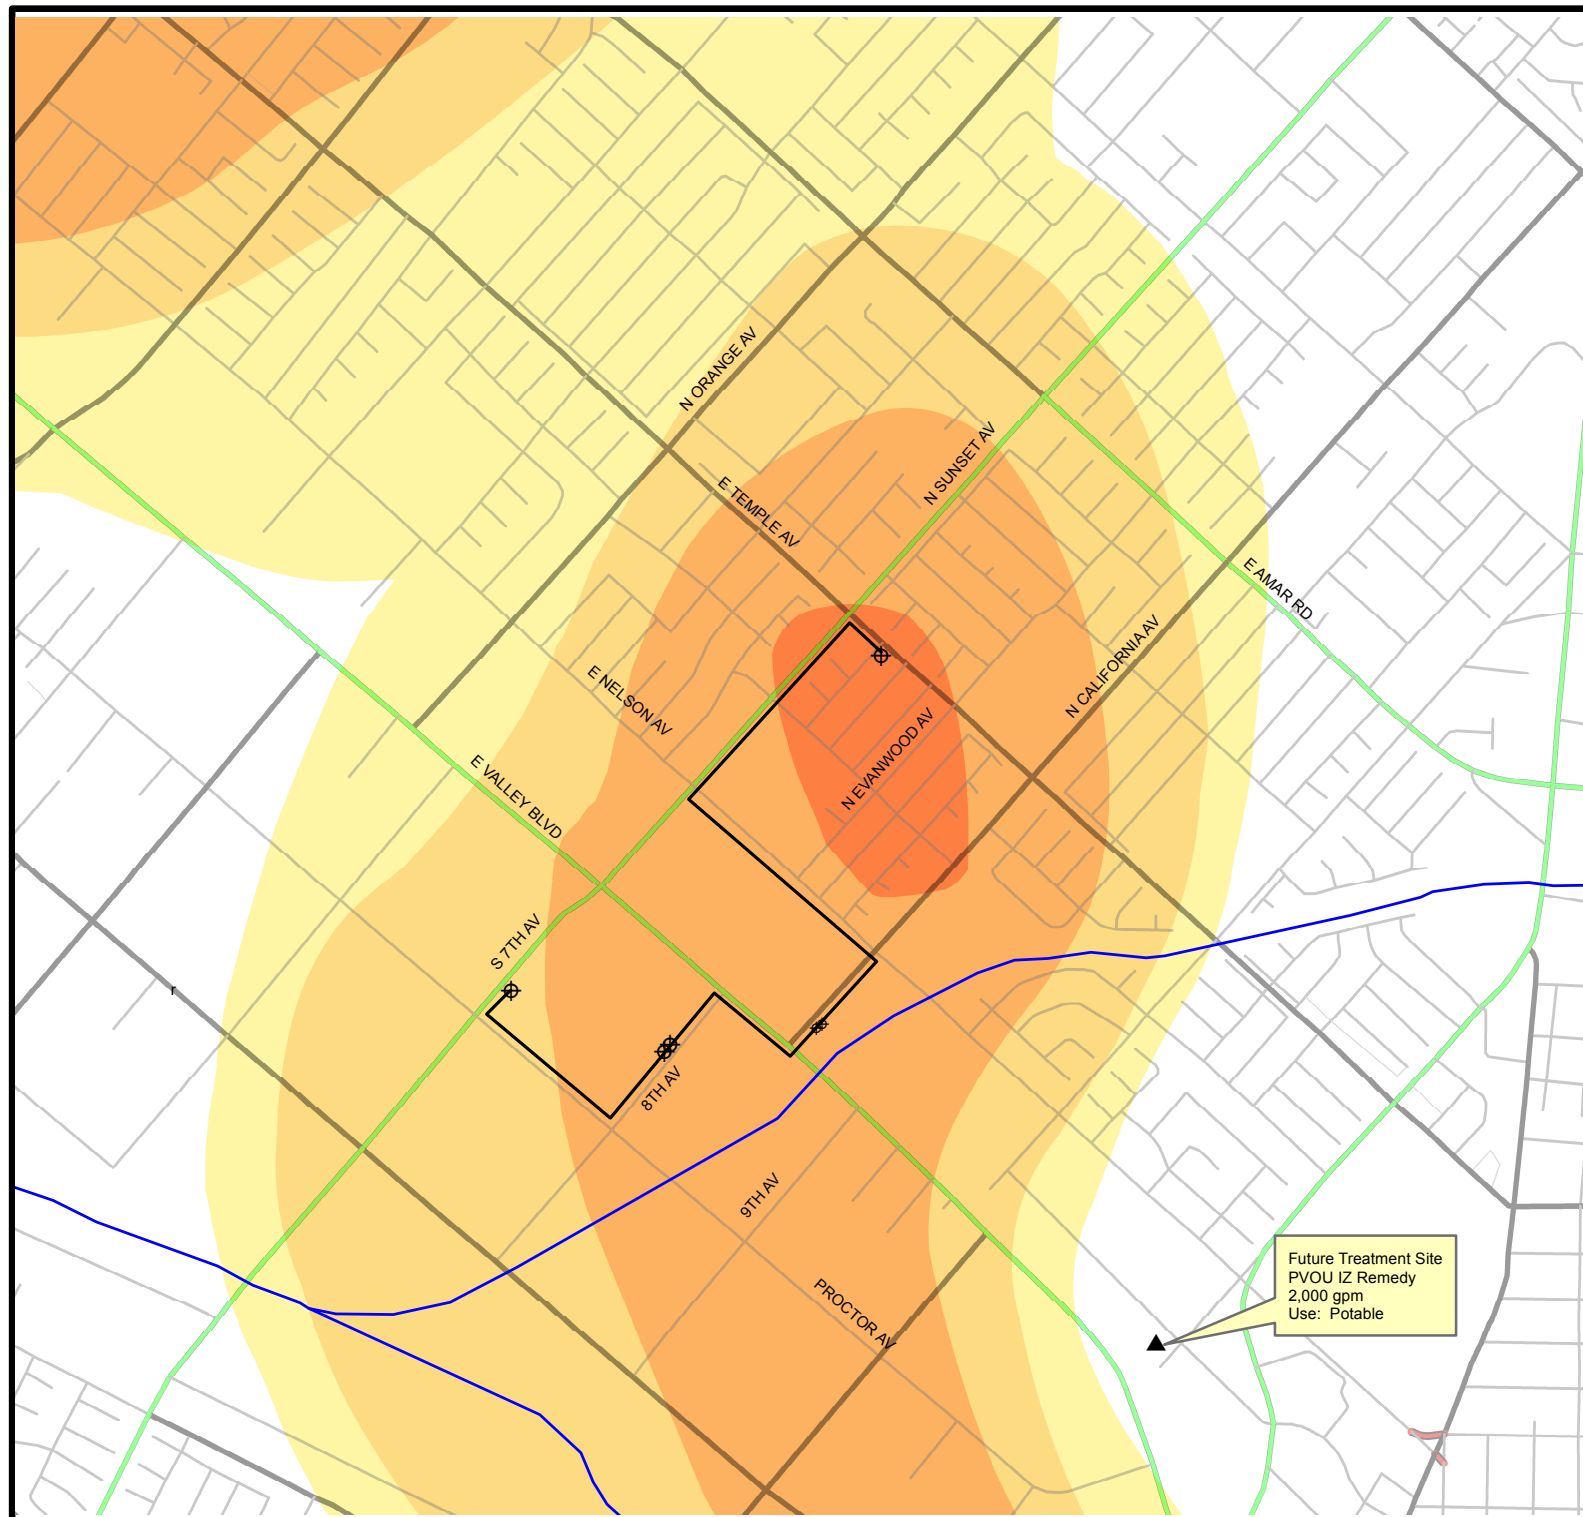 N ORANGE AV
N SUNSET AV
E TEMPLE AV
E AMAR RD
N CALIFORNIA AV
E NELSON AV
N EVANWOOD AV
E VALLEY BLVD
S 7TH AV
r
8TH AV
9TH AV
PROCTOR AV
Future Treatment Site
PVOU IZ Remedy
2,000 gpm
Use: Potable